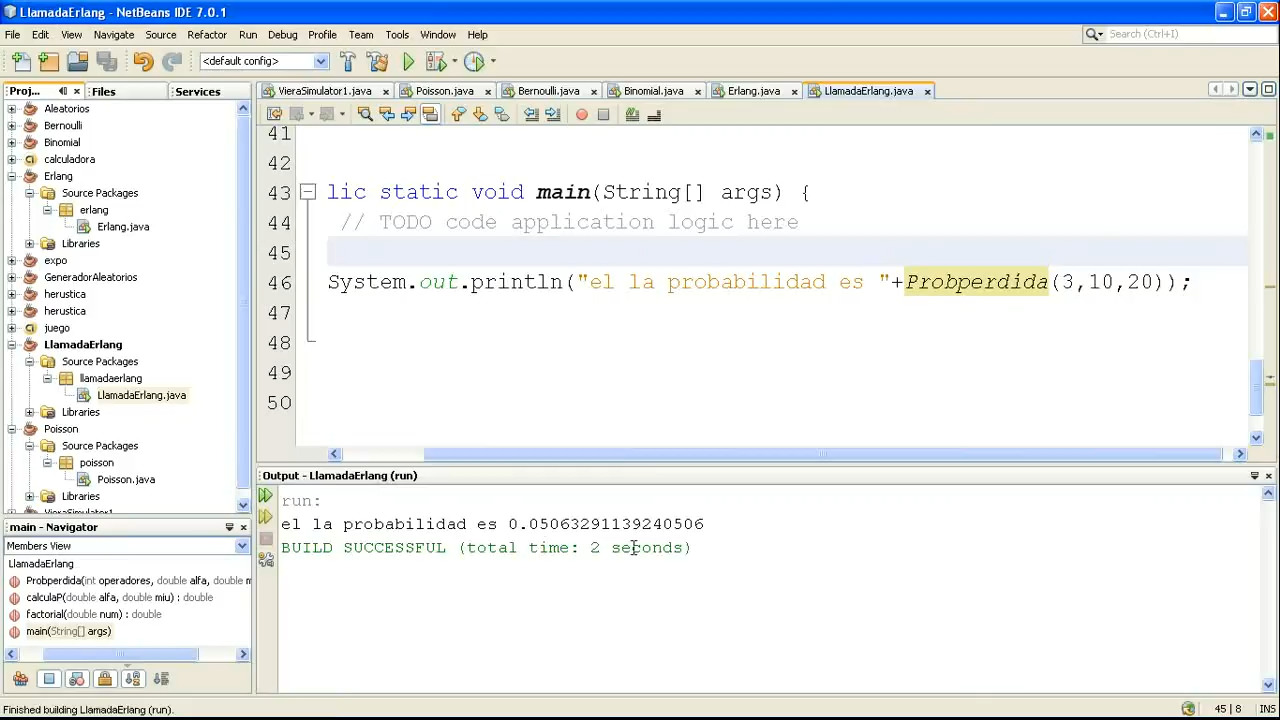 LlamadaErlang - NetBeans IDE 7.0.1
File Edit View Navigate Source Refactor Run Debug Profile Team Tools Window Help
Search (Ctrl+I)
<default config>
Proj... Files Services
VieraSimulator1.java Poisson.java Bernoulli.java Binomial.java Erlang.java LlamadaErlang.java
Aleatorios
Bernoulli
Binomial
calculadora
Erlang
Source Packages
erlang
Erlang.java
Libraries
expo
GeneradorAleatorios
herustica
herustica
juego
LlamadaErlang
Source Packages
llamadaerlang
LlamadaErlang.java
Libraries
Poisson
Source Packages
poisson
Poisson.java
Libraries
VieraSimulator1
41
42
43 lic static void main(String[] args) {
44 // TODO code application logic here
45
46 System.out.println("el la probabilidad es "+Probperdida(3,10,20));
47
48
49
50
main - Navigator
Members View
LlamadaErlang
Probperdida(int operadores, double alfa, double m
calculaP(double alfa, double miu) : double
factorial(double num) : double
main(String[] args)
Output - LlamadaErlang (run)
run:
el la probabilidad es 0.05063291139240506
BUILD SUCCESSFUL (total time: 2 seconds)
Finished building LlamadaErlang (run).
45 | 8 INS